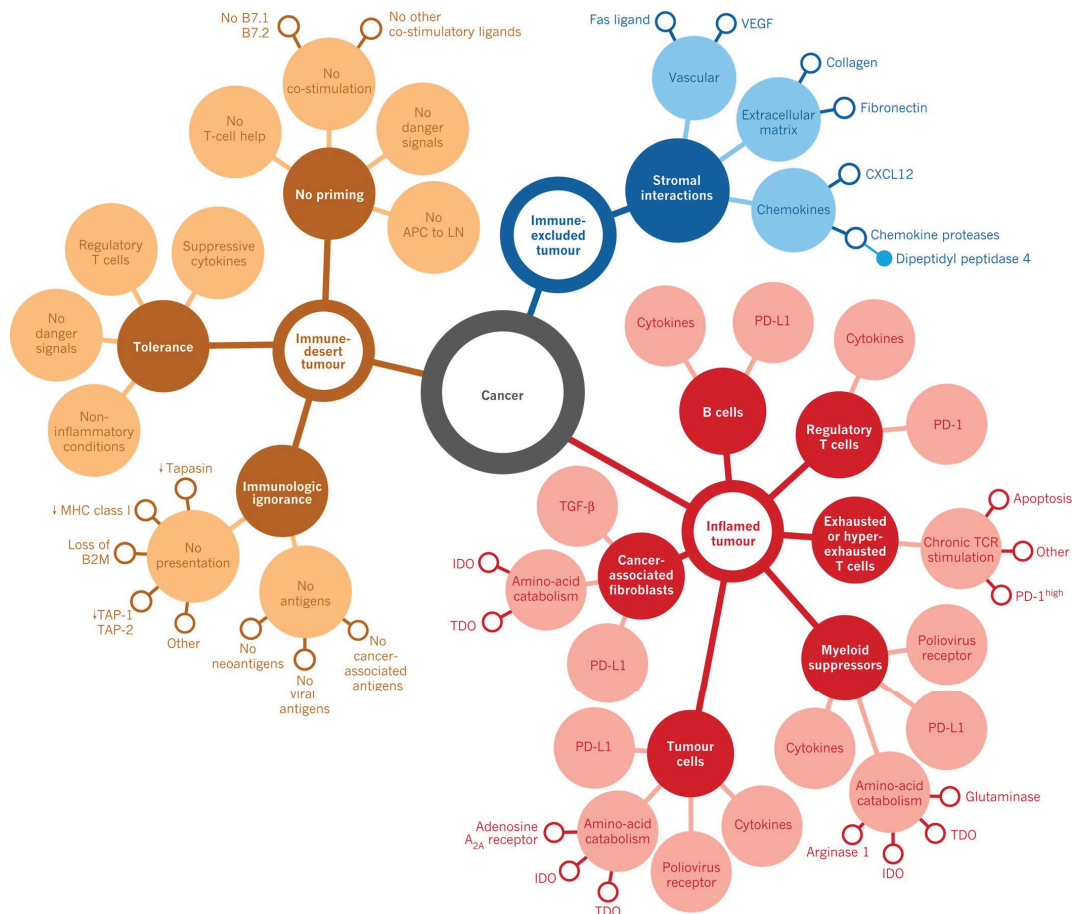 No B7.1
B7.2
No other
co-stimulatory ligands
No
co-stimulation
No
T-cell help
No
danger
signals
No priming
No
APC to LN
Regulatory
T cells
Suppressive
cytokines
No
danger
signals
Tolerance
Non-
inflammatory
conditions
Immune-
desert
tumour
Immunologic
ignorance
↓ Tapasin
↓ MHC class I
Loss of
B2M
↓TAP-1
TAP-2
Other
No
presentation
No
antigens
No
neoantigens
No
viral
antigens
No
cancer-
associated
antigens
Cancer
Immune-
excluded
tumour
Stromal
interactions
Fas ligand
VEGF
Vascular
Collagen
Extracellular
matrix
Fibronectin
CXCL12
Chemokines
Chemokine proteases
Dipeptidyl peptidase 4
Inflamed
tumour
Cytokines
PD-L1
B cells
Cytokines
Regulatory
T cells
PD-1
Exhausted
or hyper-
exhausted
T cells
Chronic TCR
stimulation
Apoptosis
Other
PD-1high
TGF-β
Cancer-
associated
fibroblasts
IDO
Amino-acid
catabolism
TDO
PD-L1
Myeloid
suppressors
Poliovirus
receptor
PD-L1
Cytokines
Amino-acid
catabolism
Glutaminase
TDO
Arginase 1
IDO
Tumour
cells
PD-L1
Adenosine
A2A receptor
Amino-acid
catabolism
IDO
TDO
Poliovirus
receptor
Cytokines